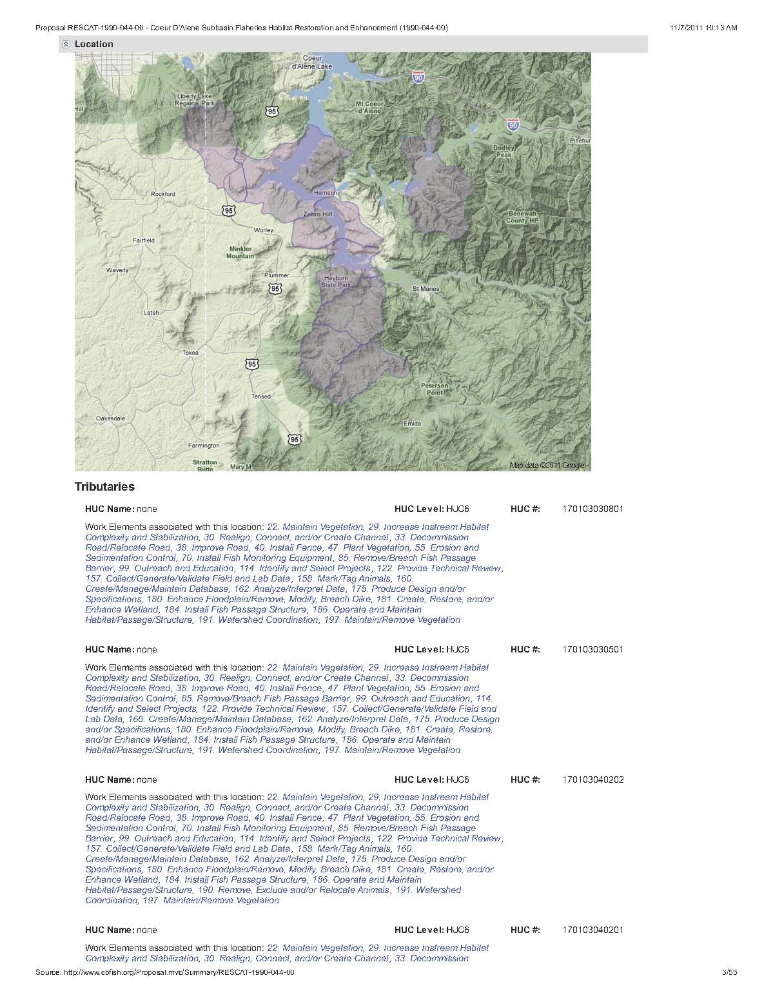 Proposal RESCAT-1990-044-00 - Coeur D'Alene Subbasin Fisheries Habitat Restoration and Enhancement (1990-044-00)
11/7/2011 10:13 AM
Location
Coeur
d'Alene Lake
90
Liberty Lake
Regional Park
95
Mt Coeur
d'Alene
Hill
90
Pinehur
Dudley
Peak
Rockford
Harrison
95
Zehm Hill
Benewah
County HP
Worley
Fairfield
Minkler
Mountain
Waverly
Plummer
Heyburn
State Park
95
St Maries
Latah
Tekoa
95
Peterson
Point
Tensed
Oakesdale
Emida
95
Farmington
Stratton
Butte
Mary M
Map data ©2011 Google -
Tributaries
HUC Name: none HUC Level: HUC6 HUC #: 170103030801
Work Elements associated with this location: 22. Maintain Vegetation, 29. Increase Instream Habitat
Complexity and Stabilization, 30. Realign, Connect, and/or Create Channel, 33. Decommission
Road/Relocate Road, 38. Improve Road, 40. Install Fence, 47. Plant Vegetation, 55. Erosion and
Sedimentation Control, 70. Install Fish Monitoring Equipment, 85. Remove/Breach Fish Passage
Barrier, 99. Outreach and Education, 114. Identify and Select Projects, 122. Provide Technical Review,
157. Collect/Generate/Validate Field and Lab Data, 158. Mark/Tag Animals, 160.
Create/Manage/Maintain Database, 162. Analyze/Interpret Data, 175. Produce Design and/or
Specifications, 180. Enhance Floodplain/Remove, Modify, Breach Dike, 181. Create, Restore, and/or
Enhance Wetland, 184. Install Fish Passage Structure, 186. Operate and Maintain
Habitat/Passage/Structure, 191. Watershed Coordination, 197. Maintain/Remove Vegetation
HUC Name: none HUC Level: HUC6 HUC #: 170103030501
Work Elements associated with this location: 22. Maintain Vegetation, 29. Increase Instream Habitat
Complexity and Stabilization, 30. Realign, Connect, and/or Create Channel, 33. Decommission
Road/Relocate Road, 38. Improve Road, 40. Install Fence, 47. Plant Vegetation, 55. Erosion and
Sedimentation Control, 85. Remove/Breach Fish Passage Barrier, 99. Outreach and Education, 114.
Identify and Select Projects, 122. Provide Technical Review, 157. Collect/Generate/Validate Field and
Lab Data, 160. Create/Manage/Maintain Database, 162. Analyze/Interpret Data, 175. Produce Design
and/or Specifications, 180. Enhance Floodplain/Remove, Modify, Breach Dike, 181. Create, Restore,
and/or Enhance Wetland, 184. Install Fish Passage Structure, 186. Operate and Maintain
Habitat/Passage/Structure, 191. Watershed Coordination, 197. Maintain/Remove Vegetation
HUC Name: none HUC Level: HUC6 HUC #: 170103040202
Work Elements associated with this location: 22. Maintain Vegetation, 29. Increase Instream Habitat
Complexity and Stabilization, 30. Realign, Connect, and/or Create Channel, 33. Decommission
Road/Relocate Road, 38. Improve Road, 40. Install Fence, 47. Plant Vegetation, 55. Erosion and
Sedimentation Control, 70. Install Fish Monitoring Equipment, 85. Remove/Breach Fish Passage
Barrier, 99. Outreach and Education, 114. Identify and Select Projects, 122. Provide Technical Review,
157. Collect/Generate/Validate Field and Lab Data, 158. Mark/Tag Animals, 160.
Create/Manage/Maintain Database, 162. Analyze/Interpret Data, 175. Produce Design and/or
Specifications, 180. Enhance Floodplain/Remove, Modify, Breach Dike, 181. Create, Restore, and/or
Enhance Wetland, 184. Install Fish Passage Structure, 186. Operate and Maintain
Habitat/Passage/Structure, 190. Remove, Exclude and/or Relocate Animals, 191. Watershed
Coordination, 197. Maintain/Remove Vegetation
HUC Name: none HUC Level: HUC6 HUC #: 170103040201
Work Elements associated with this location: 22. Maintain Vegetation, 29. Increase Instream Habitat
Complexity and Stabilization, 30. Realign, Connect, and/or Create Channel, 33. Decommission
Source: http://www.cbfish.org/Proposal.mvc/Summary/RESCAT-1990-044-00
3/55